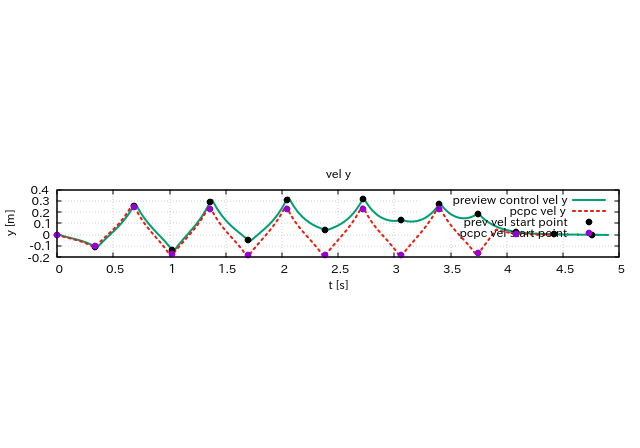 vel y
y [m]
0.4
0.3
0.2
0.1
0
-0.1
-0.2
preview control vel y
pcpc vel y
prev vel start point
pcpc vel start point
0 0.5 1 1.5 2 2.5 3 3.5 4 4.5 5
t [s]